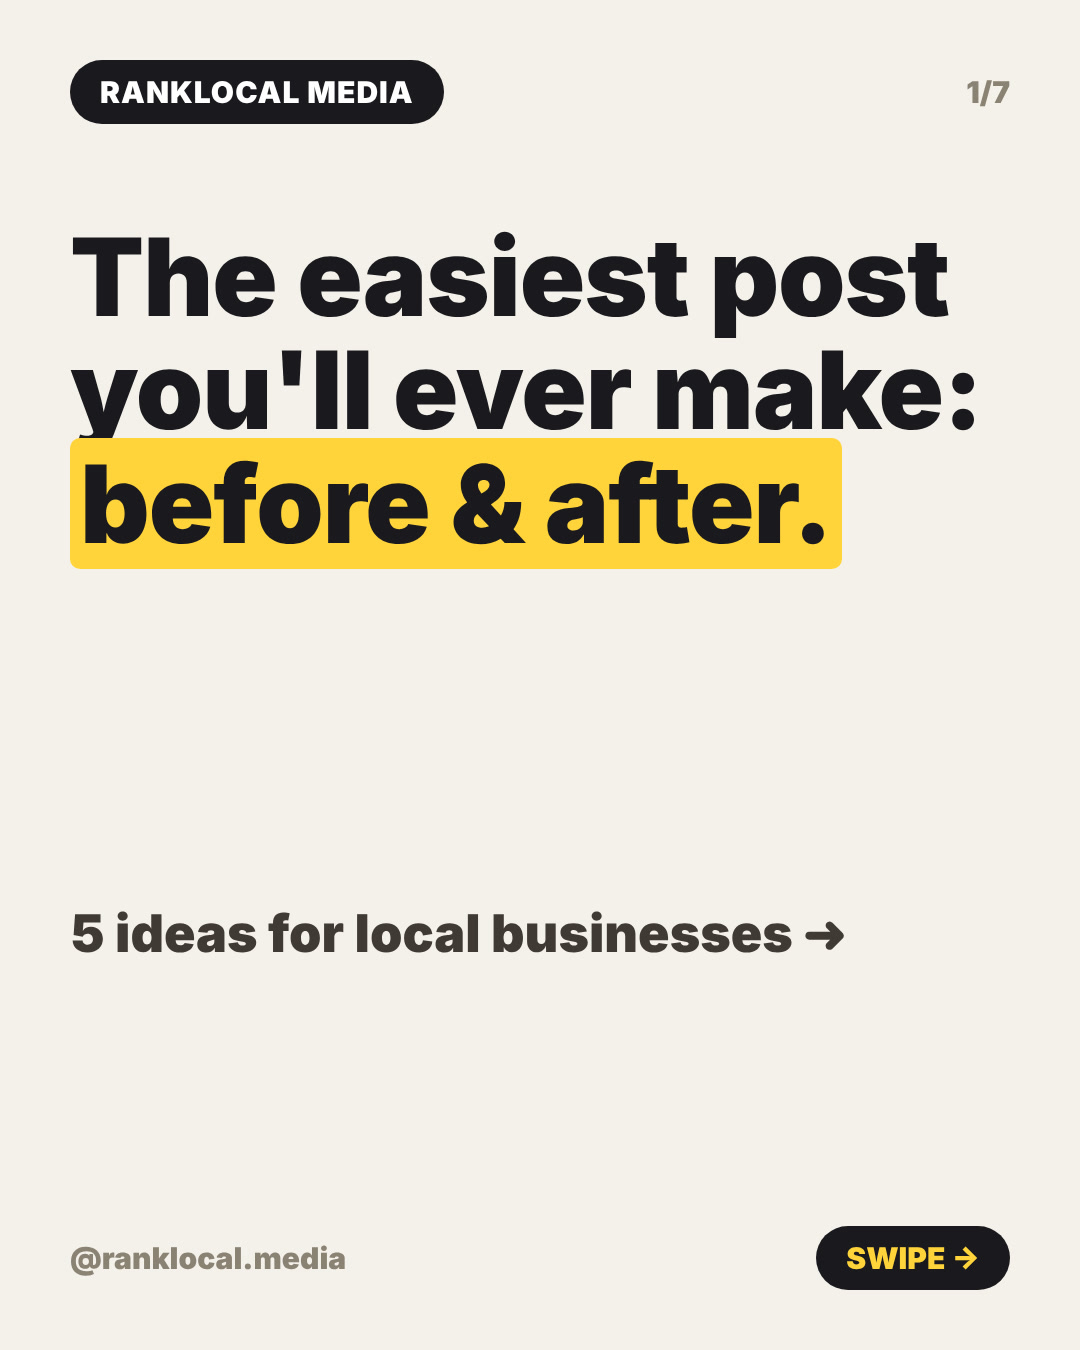 RANKLOCAL MEDIA
1/7
The easiest post
you'll ever make:
before & after.
5 ideas for local businesses ➜
@ranklocal.media
SWIPE →